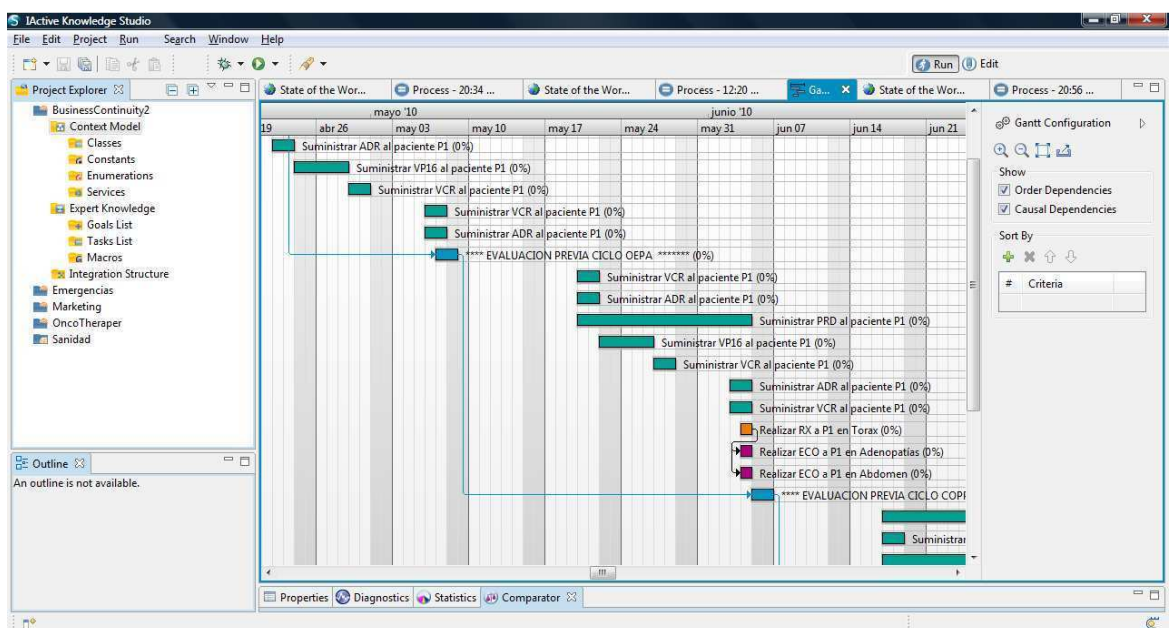 IActive Knowledge Studio
File Edit Project Run Search Window Help
Run Edit
Project Explorer
BusinessContinuity2
Context Model
Classes
Constants
Enumerations
Services
Expert Knowledge
Goals List
Tasks List
Macros
Integration Structure
Emergencias
Marketing
OncoTheraper
Sanidad
Outline
An outline is not available.
State of the Wor... Process - 20:34 ... State of the Wor... Process - 12:20 ... Ga... State of the Wor... Process - 20:56 ...
mayo '10 junio '10
19 abr 26 may 03 may 10 may 17 may 24 may 31 jun 07 jun 14 jun 21
Suministrar ADR al paciente P1 (0%)
Suministrar VP16 al paciente P1 (0%)
Suministrar VCR al paciente P1 (0%)
Suministrar VCR al paciente P1 (0%)
Suministrar ADR al paciente P1 (0%)
**** EVALUACION PREVIA CICLO OEPA ******* (0%)
Suministrar VCR al paciente P1 (0%)
Suministrar ADR al paciente P1 (0%)
Suministrar PRD al paciente P1 (0%)
Suministrar VP16 al paciente P1 (0%)
Suministrar VCR al paciente P1 (0%)
Suministrar ADR al paciente P1 (0%)
Suministrar VCR al paciente P1 (0%)
Realizar RX a P1 en Torax (0%)
Realizar ECO a P1 en Adenopatías (0%)
Realizar ECO a P1 en Abdomen (0%)
**** EVALUACION PREVIA CICLO COPI
Suministrar
Gantt Configuration
Show
Order Dependencies
Causal Dependencies
Sort By
# Criteria
Properties Diagnostics Statistics Comparator